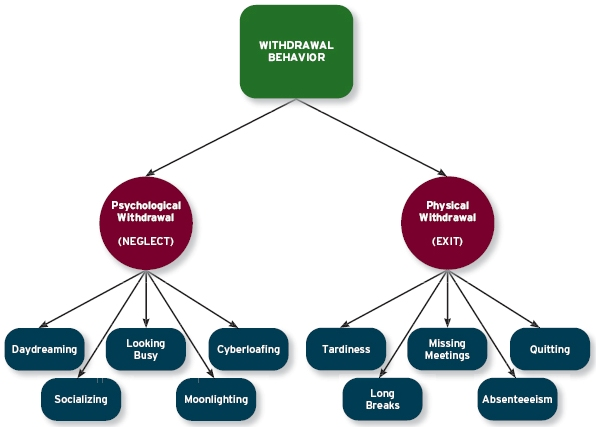 WITHDRAWAL
BEHAVIOR
Psychological
Withdrawal
(NEGLECT)
Physical
Withdrawal
(EXIT)
Daydreaming
Looking
Busy
Cyberloafing
Socializing
Moonlighting
Tardiness
Missing
Meetings
Quitting
Long
Breaks
Absenteeeism